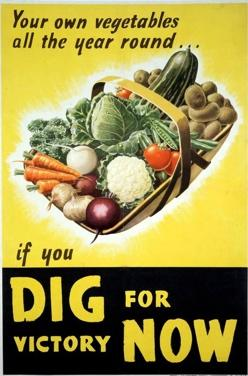 Your own vegetables
all the year round...
if you
DIG FOR
VICTORY NOW